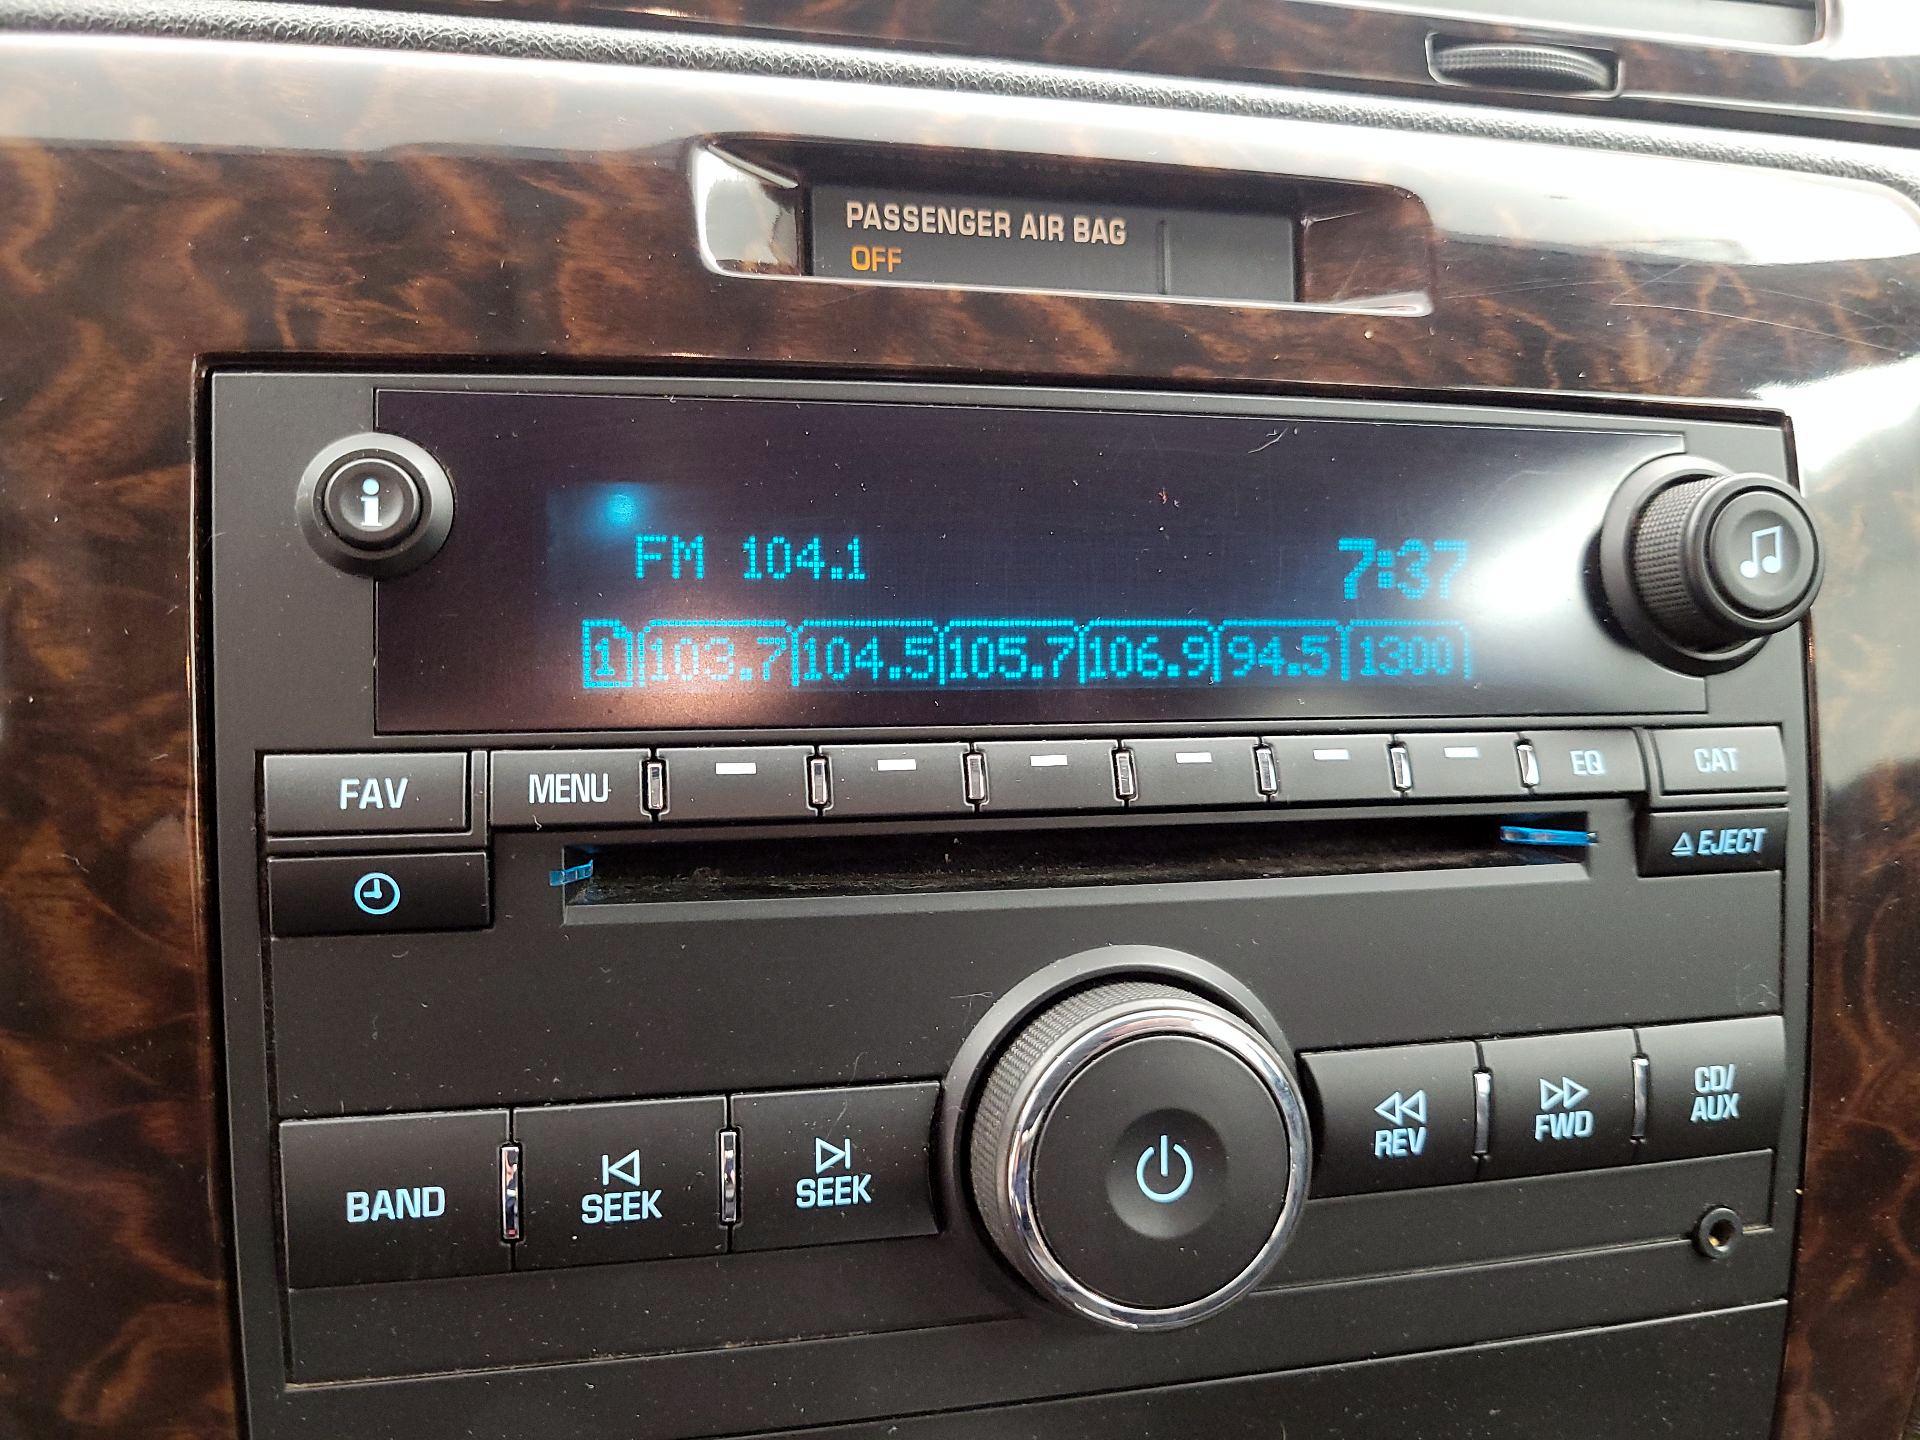 PASSENGER AIR BAG
OFF
i
FM 104.1 7:37
1 103.7 104.5 105.7 106.9 94.5 1300
FAV MENU EQ CAT
EJECT
BAND SEEK SEEK REV FWD CD/
AUX